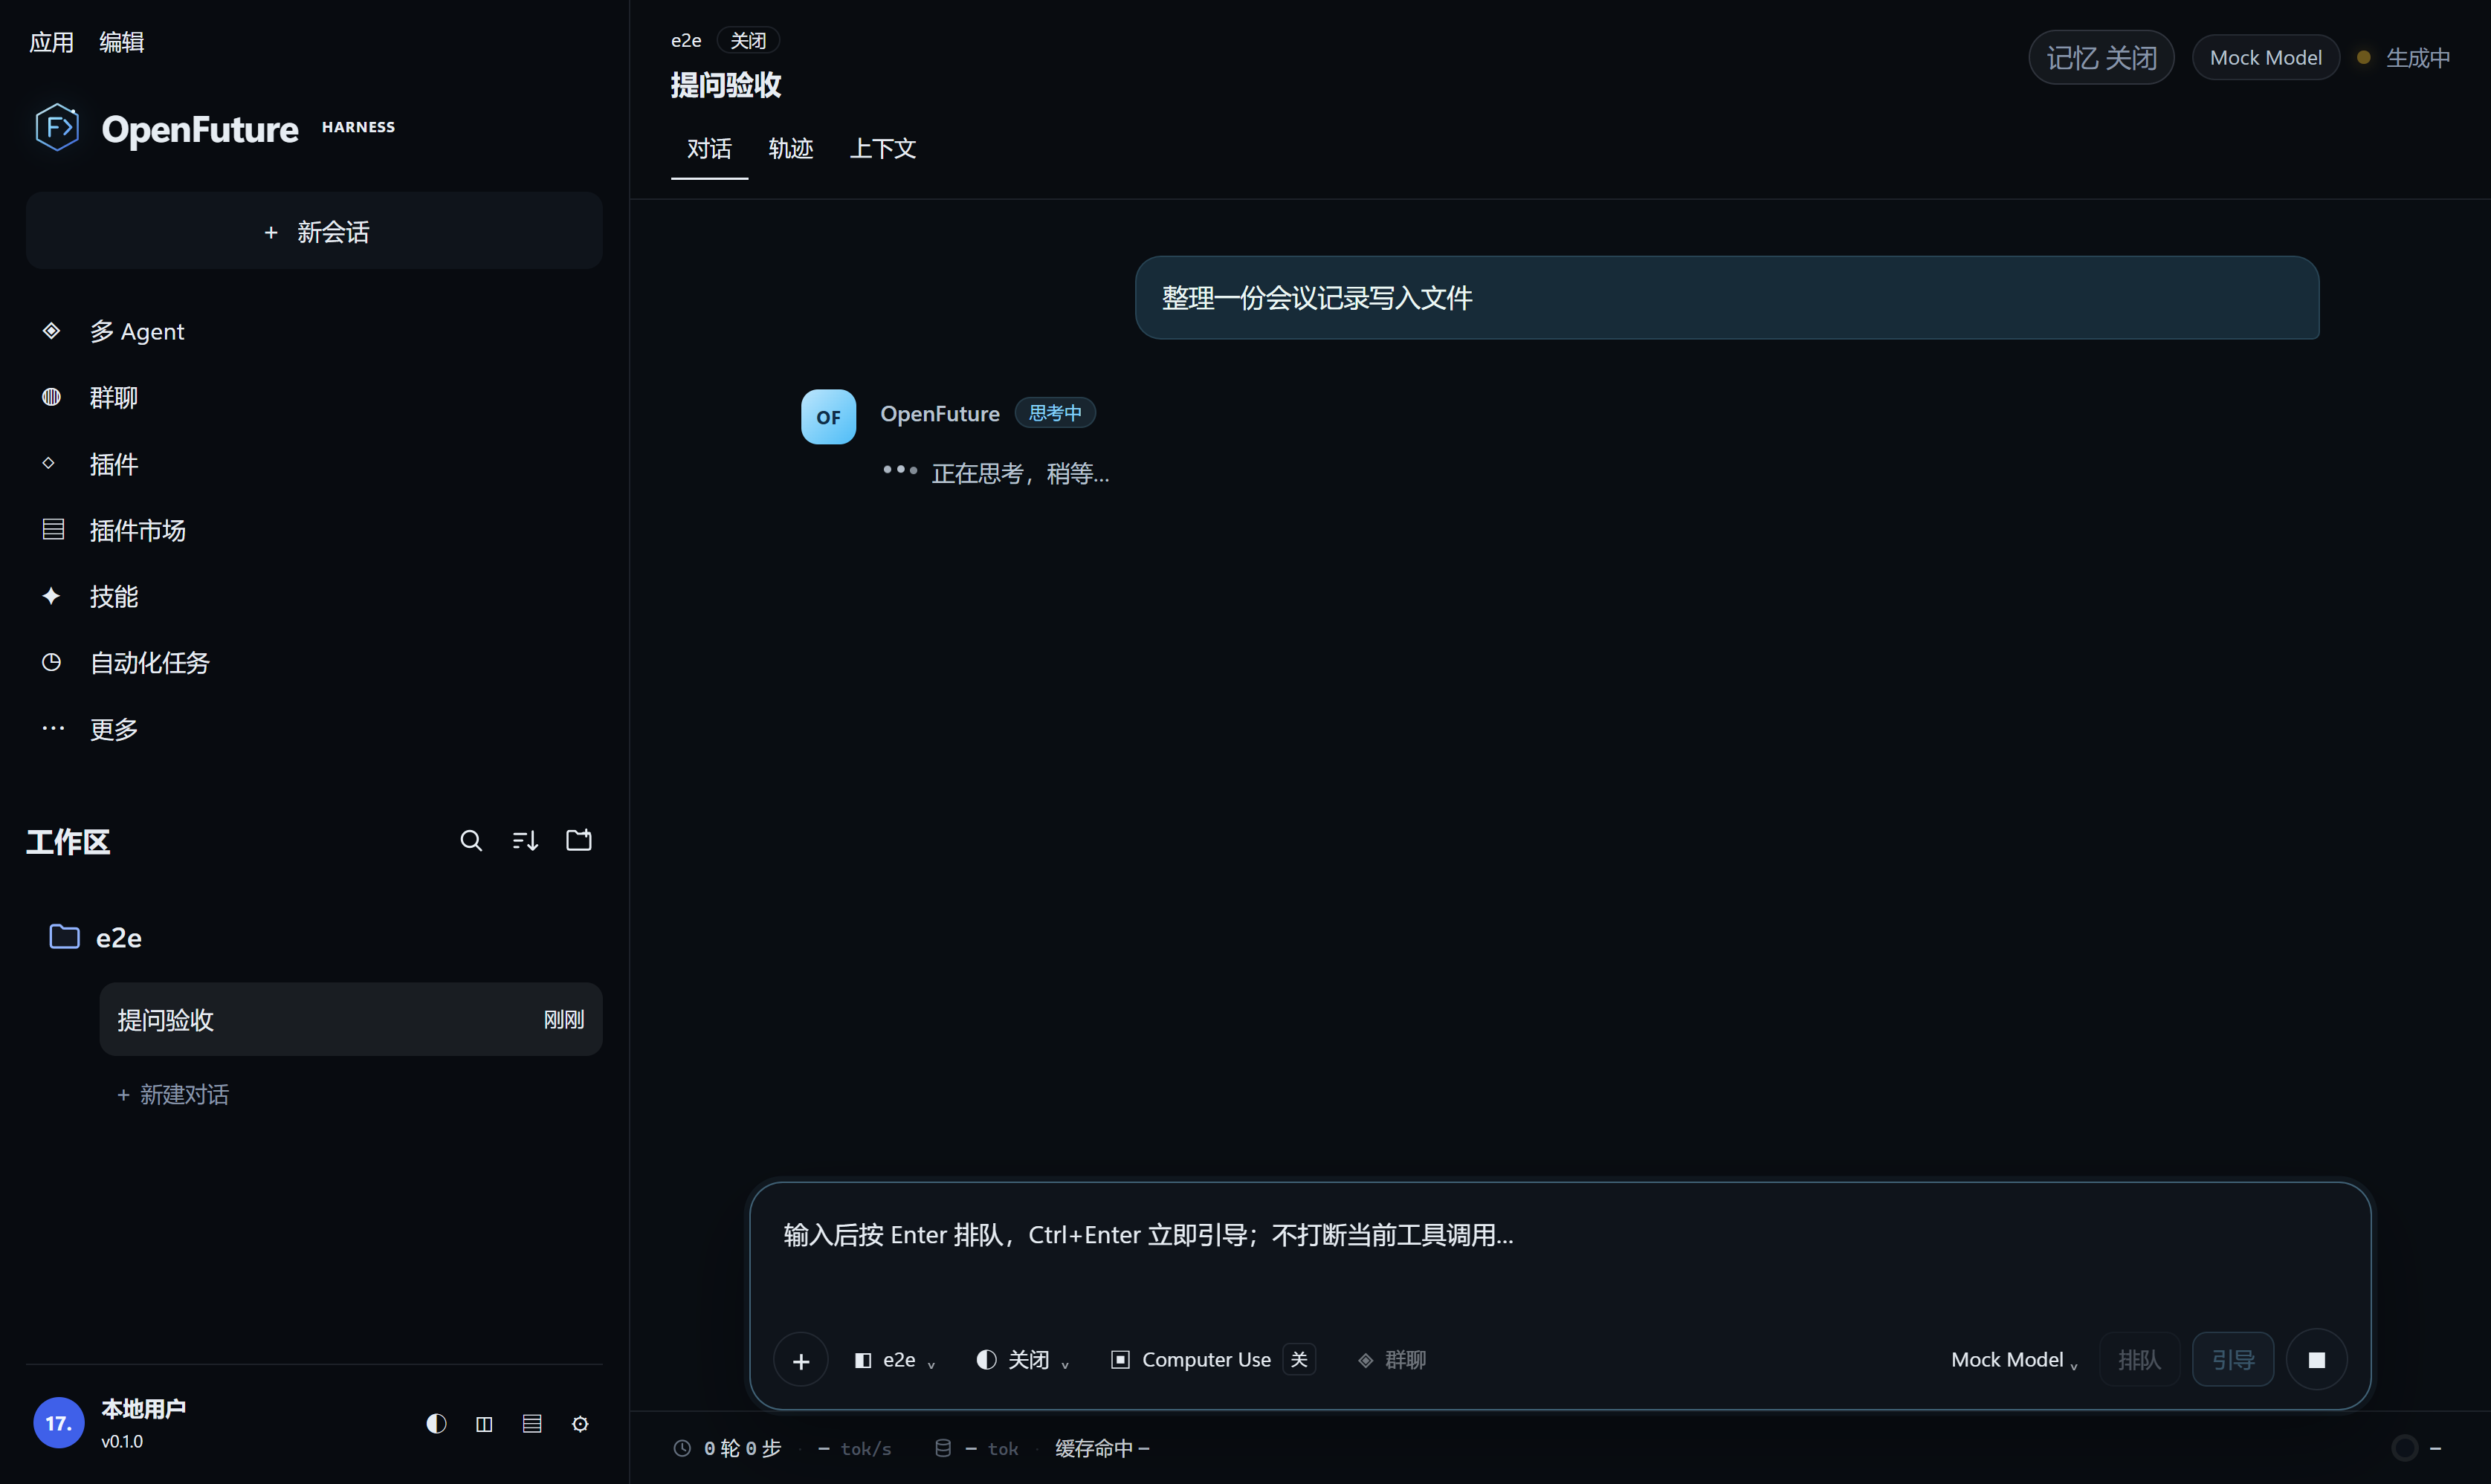 应用 编辑
OpenFuture HARNESS
+ 新会话
多 Agent
群聊
插件
插件市场
技能
自动化任务
更多
工作区
e2e
提问验收 刚刚
+ 新建对话
17. 本地用户
v0.1.0
e2e 关闭
提问验收
记忆 关闭 Mock Model 生成中
对话 轨迹 上下文
整理一份会议记录写入文件
OF OpenFuture 思考中
正在思考，稍等...
输入后按 Enter 排队，Ctrl+Enter 立即引导；不打断当前工具调用...
+ e2e 关闭 Computer Use 关 群聊 Mock Model 排队 引导
0 轮 0 步 · — tok/s — tok · 缓存命中 — —